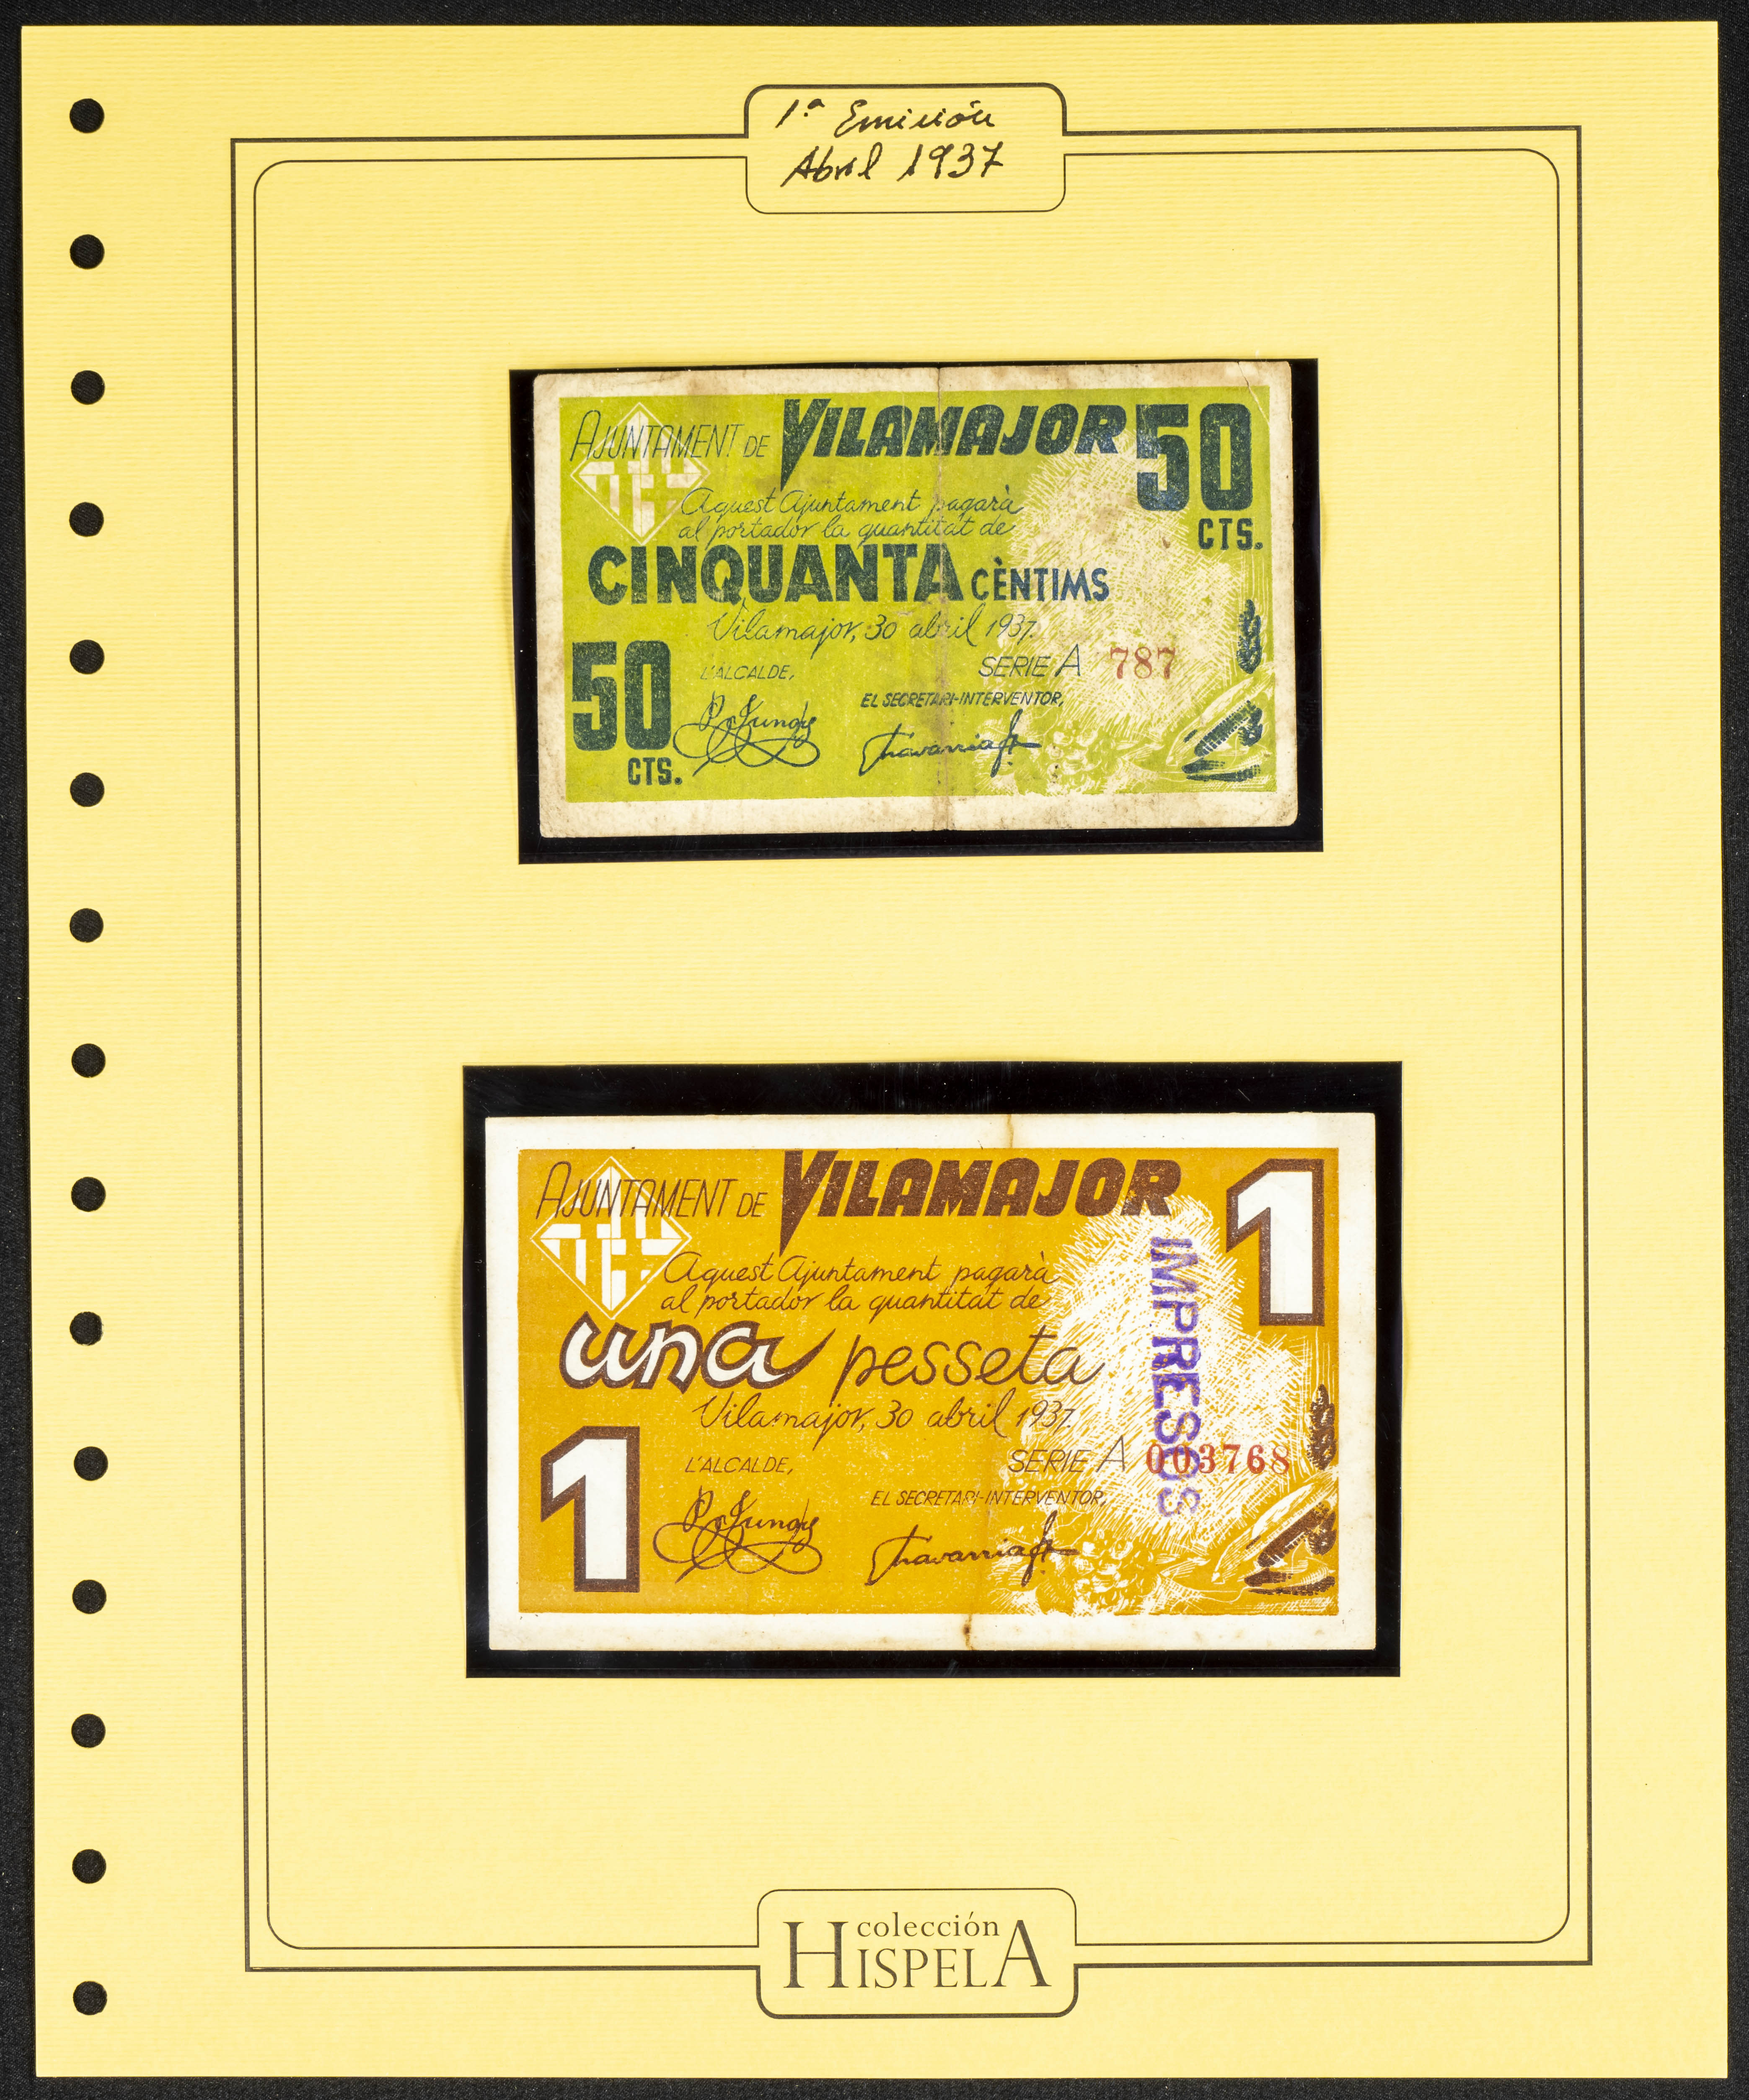 1ª Emisión
Abril 1937
AJUNTAMENT DE VILAMAJOR 50
CTS.
Aquest Ajuntament pagarà
al portador la quantitat de
CINQUANTA CÈNTIMS
Vilamajor, 30 abril 1937.
SERIE A 787
L'ALCALDE,
EL SECRETARI-INTERVENTOR,
50
CTS.
AJUNTAMENT DE VILAMAJOR 1
Aquest Ajuntament pagarà
al portador la quantitat de
una pesseta
Vilamajor, 30 abril 1937.
IMPRESOS
SERIE A 003768
L'ALCALDE,
EL SECRETARI-INTERVENTOR,
1
colección
HISPELA